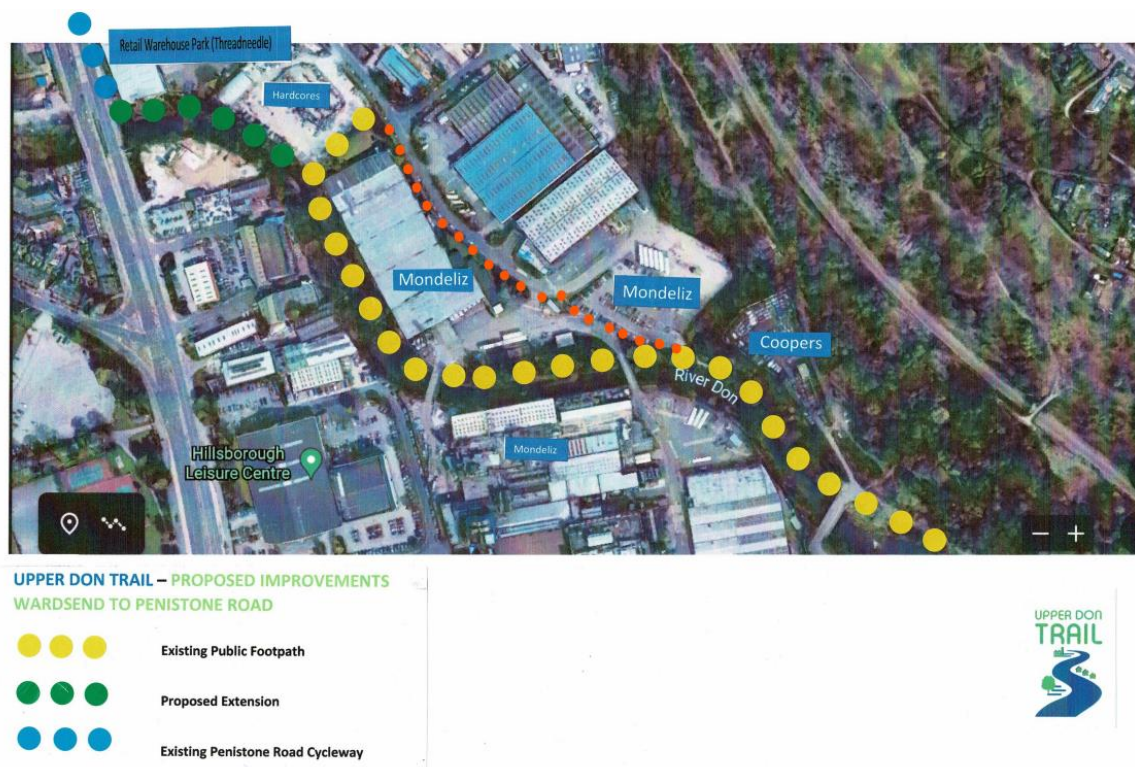 Retail Warehouse Park (Threadneedle)
Hardcores
Mondeliz
Mondeliz
Coopers
River Don
Mondeliz
Hillsborough
Leisure Centre
UPPER DON TRAIL – PROPOSED IMPROVEMENTS
WARDSEND TO PENISTONE ROAD
Existing Public Footpath
Proposed Extension
Existing Penistone Road Cycleway
UPPER DON
TRAIL